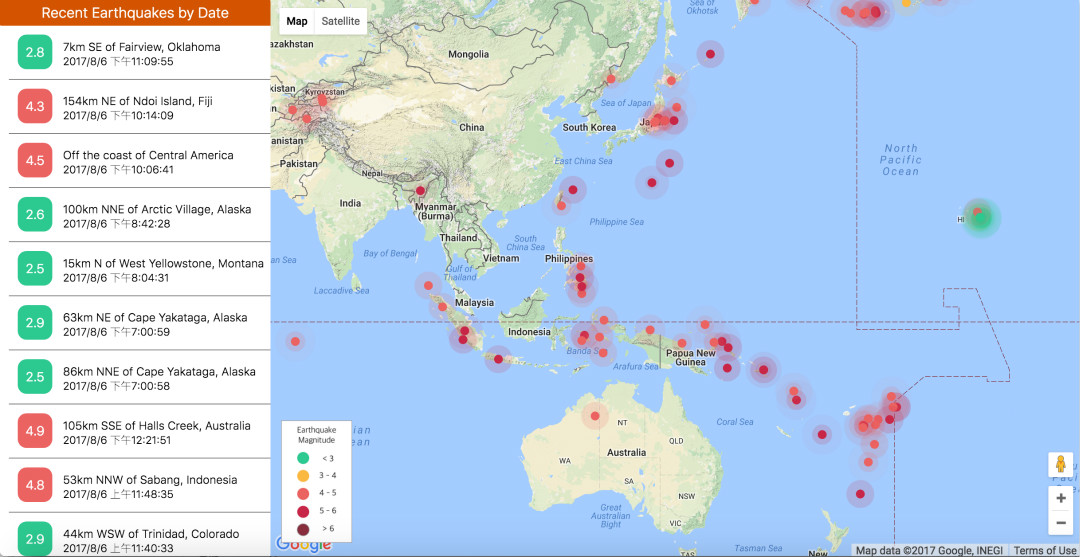 Recent Earthquakes by Date
2.8
7km SE of Fairview, Oklahoma
2017/8/6 下午11:09:55
4.3
154km NE of Ndoi Island, Fiji
2017/8/6 下午10:14:09
4.5
Off the coast of Central America
2017/8/6 下午10:06:41
2.6
100km NNE of Arctic Village, Alaska
2017/8/6 下午8:42:28
2.5
15km N of West Yellowstone, Montana
2017/8/6 下午8:04:31
2.9
63km NE of Cape Yakataga, Alaska
2017/8/6 下午7:00:59
2.5
86km NNE of Cape Yakataga, Alaska
2017/8/6 下午7:00:58
4.9
105km SSE of Halls Creek, Australia
2017/8/6 下午12:21:51
4.8
53km NNW of Sabang, Indonesia
2017/8/6 上午11:48:35
2.9
44km WSW of Trinidad, Colorado
2017/8/6 上午11:40:33
Map
Satellite
Sea of
Okhotsk
azakhstan
Mongolia
kistan
Kyrgyzstan
Sea of Japan
Ja
China
South Korea
anistan
Pakistan
East China Sea
Nepal
North
Pacific
Ocean
India
Myanmar
(Burma)
HI
Philippine Sea
Thailand
South
China Sea
Bay of Bengal
an Sea
Vietnam
Philippines
Gulf of
Thailand
Laccadive Sea
Malaysia
Indonesia
Banda S
Papua New
Guinea
Arafura Sea
Coral Sea
NT
QLD
WA
Australia
SA
NSW
Great
Australian
Bight
VIC
TAS
Tasman Sea
New
ian
ean
Earthquake
Magnitude
< 3
3 - 4
4 - 5
5 - 6
> 6
Google
+
−
Map data ©2017 Google, INEGI
Terms of Use